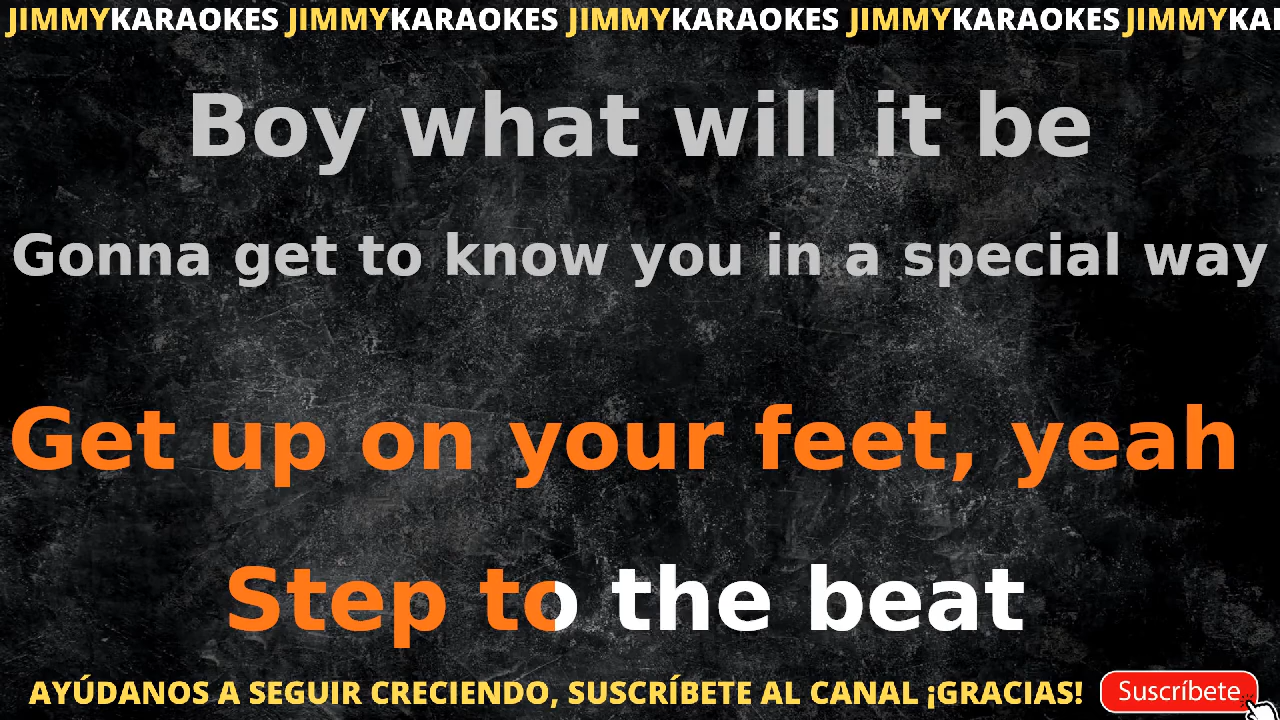 JIMMYKARAOKES JIMMYKARAOKES JIMMYKARAOKES JIMMYKARAOKES JIMMYKA
Boy what will it be
Gonna get to know you in a special way
Get up on your feet, yeah
Step to the beat
AYÚDANOS A SEGUIR CRECIENDO, SUSCRÍBETE AL CANAL ¡GRACIAS! Suscríbete